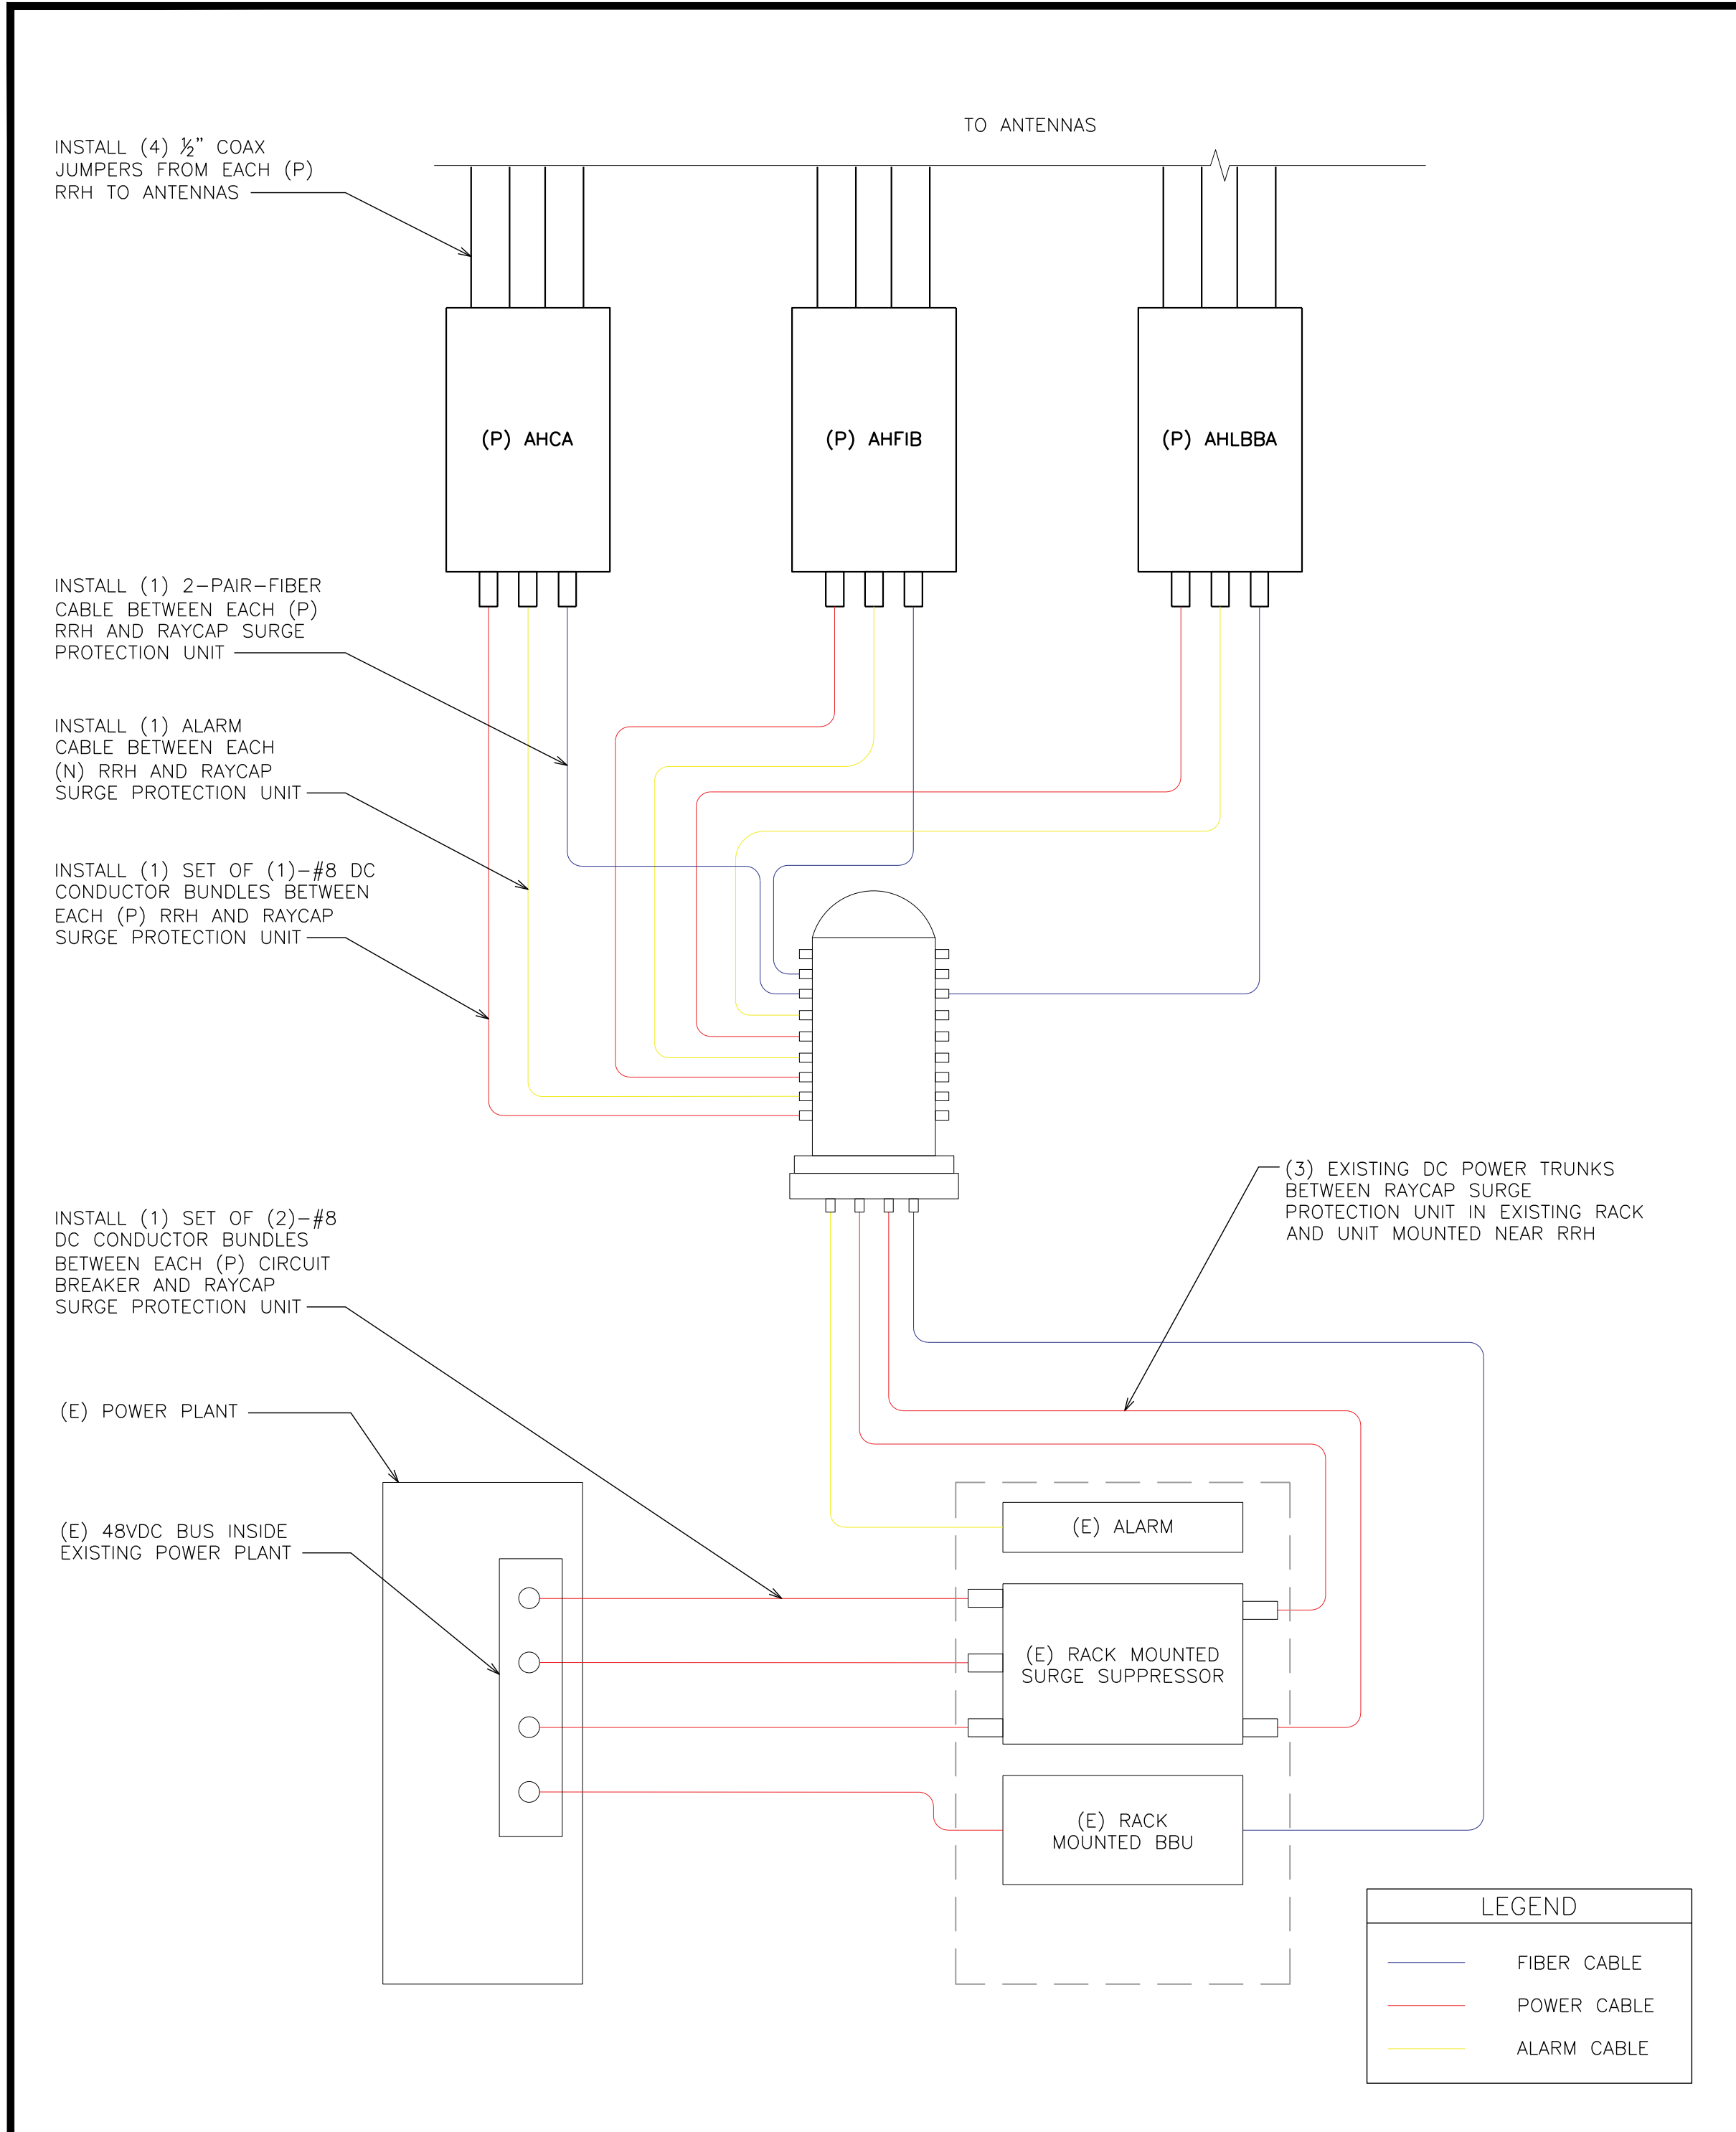 TO ANTENNAS
INSTALL (4) ½" COAX
JUMPERS FROM EACH (P)
RRH TO ANTENNAS
(P) AHCA
(P) AHFIB
(P) AHLBBA
INSTALL (1) 2-PAIR-FIBER
CABLE BETWEEN EACH (P)
RRH AND RAYCAP SURGE
PROTECTION UNIT
INSTALL (1) ALARM
CABLE BETWEEN EACH
(N) RRH AND RAYCAP
SURGE PROTECTION UNIT
INSTALL (1) SET OF (1)-#8 DC
CONDUCTOR BUNDLES BETWEEN
EACH (P) RRH AND RAYCAP
SURGE PROTECTION UNIT
(3) EXISTING DC POWER TRUNKS
BETWEEN RAYCAP SURGE
PROTECTION UNIT IN EXISTING RACK
AND UNIT MOUNTED NEAR RRH
INSTALL (1) SET OF (2)-#8
DC CONDUCTOR BUNDLES
BETWEEN EACH (P) CIRCUIT
BREAKER AND RAYCAP
SURGE PROTECTION UNIT
(E) POWER PLANT
(E) 48VDC BUS INSIDE
EXISTING POWER PLANT
(E) ALARM
(E) RACK MOUNTED
SURGE SUPPRESSOR
(E) RACK
MOUNTED BBU
LEGEND
FIBER CABLE
POWER CABLE
ALARM CABLE